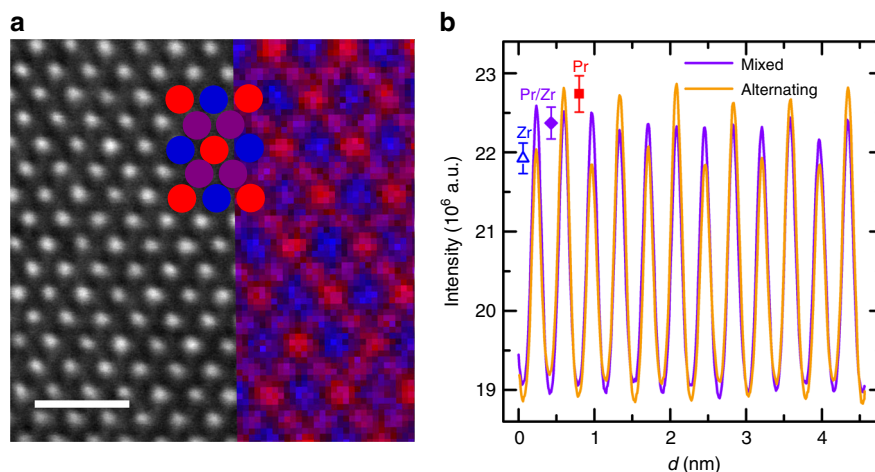 a
b
23
22
21
20
19
Intensity (10⁶ a.u.)
Zr
Pr/Zr
Pr
Mixed
Alternating
0
1
2
3
4
d (nm)